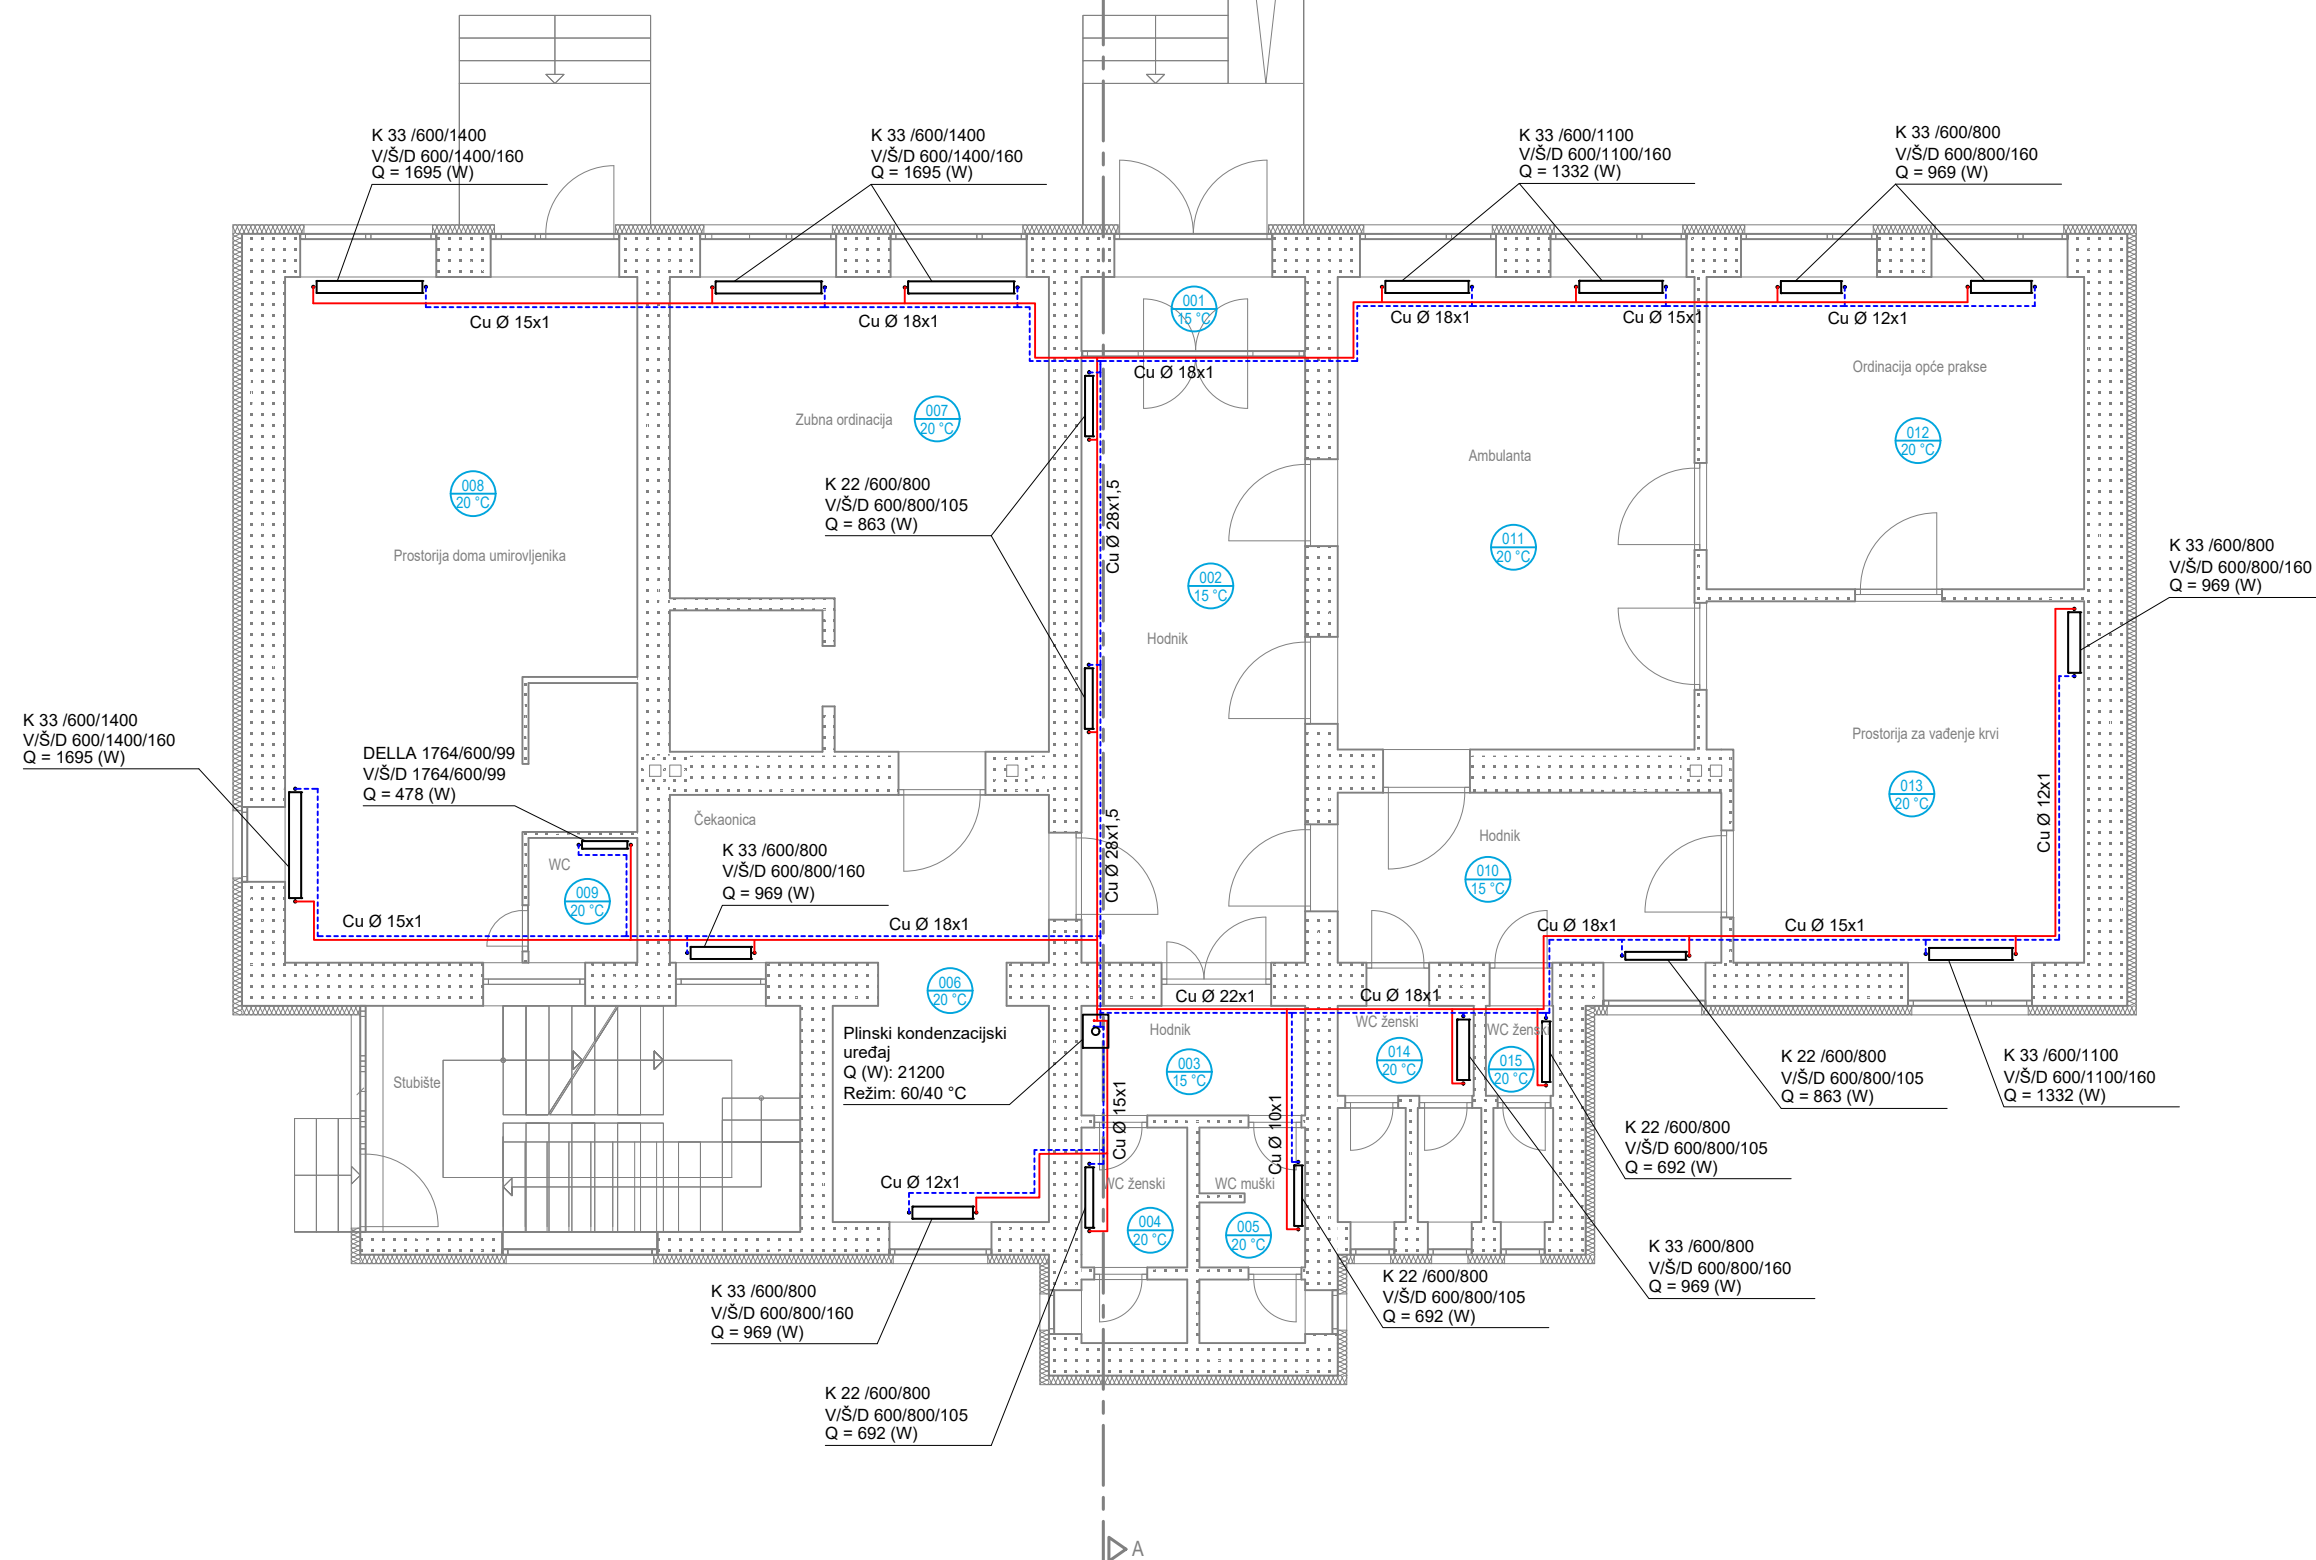 K 33 /600/1400
V/Š/D 600/1400/160
Q = 1695 (W)
K 33 /600/1400
V/Š/D 600/1400/160
Q = 1695 (W)
K 33 /600/1100
V/Š/D 600/1100/160
Q = 1332 (W)
K 33 /600/800
V/Š/D 600/800/160
Q = 969 (W)
Cu Ø 15x1
Cu Ø 18x1
001
15 °C
Cu Ø 18x1
Cu Ø 15x1
Cu Ø 12x1
Cu Ø 18x1
Ordinacija opće prakse
Zubna ordinacija
007
20 °C
012
20 °C
Ambulanta
008
20 °C
K 22 /600/800
V/Š/D 600/800/105
Q = 863 (W)
Cu Ø 28x1,5
011
20 °C
Prostorija doma umirovljenika
002
15 °C
K 33 /600/800
V/Š/D 600/800/160
Q = 969 (W)
Hodnik
K 33 /600/1400
V/Š/D 600/1400/160
Q = 1695 (W)
DELLA 1764/600/99
V/Š/D 1764/600/99
Q = 478 (W)
Prostorija za vađenje krvi
013
20 °C
Cu Ø 12x1
Čekaonica
Cu Ø 28x1,5
Hodnik
K 33 /600/800
V/Š/D 600/800/160
Q = 969 (W)
WC
009
20 °C
010
15 °C
Cu Ø 15x1
Cu Ø 18x1
Cu Ø 18x1
Cu Ø 15x1
006
20 °C
Cu Ø 22x1
Cu Ø 18x1
Plinski kondenzacijski
uređaj
Q (W): 21200
Režim: 60/40 °C
Hodnik
003
15 °C
WC ženski
014
20 °C
WC ženski
015
20 °C
Stubište
K 22 /600/800
V/Š/D 600/800/105
Q = 863 (W)
K 33 /600/1100
V/Š/D 600/1100/160
Q = 1332 (W)
Cu Ø 15x1
Cu Ø 10x1
K 22 /600/800
V/Š/D 600/800/105
Q = 692 (W)
Cu Ø 12x1
WC ženski
004
20 °C
WC muški
005
20 °C
K 33 /600/800
V/Š/D 600/800/160
Q = 969 (W)
K 22 /600/800
V/Š/D 600/800/105
Q = 692 (W)
K 33 /600/800
V/Š/D 600/800/160
Q = 969 (W)
K 22 /600/800
V/Š/D 600/800/105
Q = 692 (W)
A